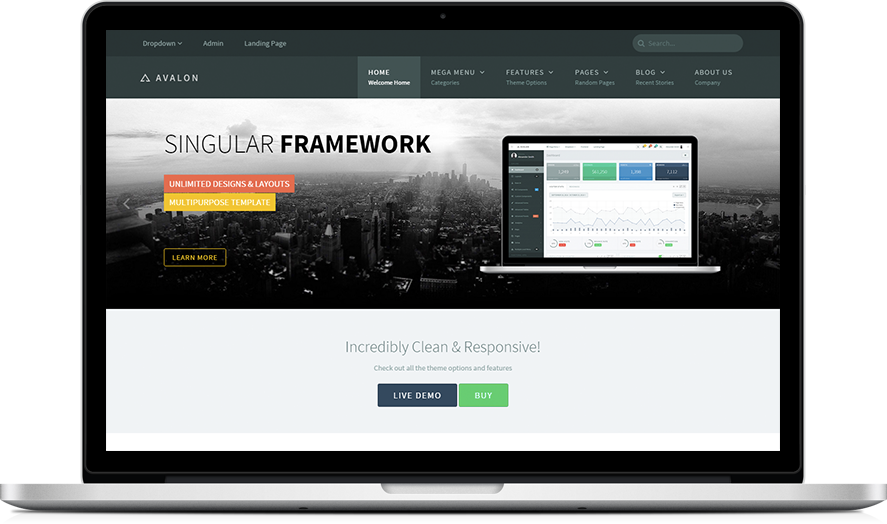 Dropdown
Admin
Landing Page
Search...
AVALON
HOME
Welcome Home
MEGA MENU
Categories
FEATURES
Theme Options
PAGES
Random Pages
BLOG
Recent Stories
ABOUT US
Company
SINGULAR FRAMEWORK
UNLIMITED DESIGNS & LAYOUTS
MULTIPURPOSE TEMPLATE
LEARN MORE
Incredibly Clean & Responsive!
Check out all the theme options and features
LIVE DEMO
BUY